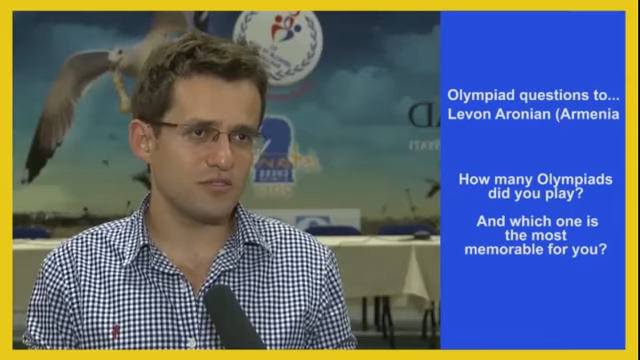 Olympiad questions to...
Levon Aronian (Armenia
How many Olympiads
did you play?
And which one is
the most
memorable for you?